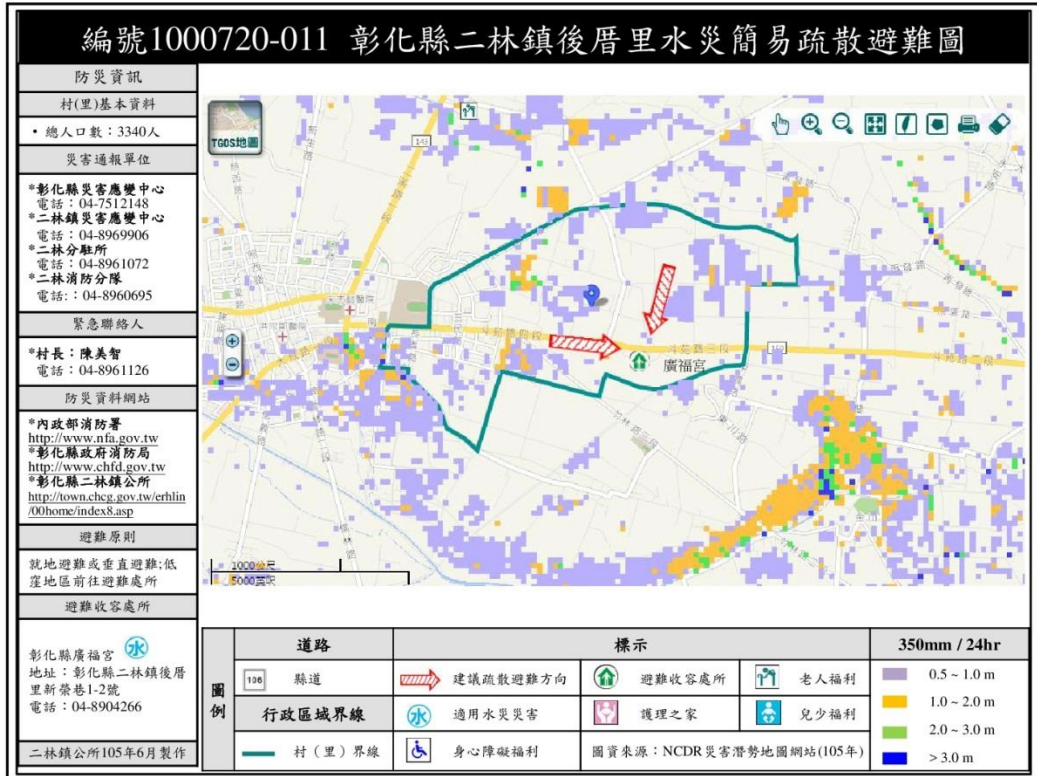 編號1000720-011 彰化縣二林鎮後厝里水災簡易疏散避難圖
防災資訊
村(里)基本資料
• 總人口數：3340人
災害通報單位
*彰化縣災害應變中心
電話：04-7512148
*二林鎮災害應變中心
電話：04-8969906
*二林分駐所
電話：04-8961072
*二林消防分隊
電話:：04-8960695
緊急聯絡人
*村長：陳美智
電話：04-8961126
防災資料網站
*內政部消防署
http://www.nfa.gov.tw
*彰化縣政府消防局
http://www.chfd.gov.tw
*彰化縣二林鎮公所
http://town.chcg.gov.tw/erhlin
/00home/index8.asp
避難原則
就地避難或垂直避難;低
窪地區前往避難處所
避難收容處所
彰化縣廣福宮 水
地址：彰化縣二林鎮後厝
里新榮巷1-2號
電話：04-8904266
二林鎮公所105年6月製作
TGOS地圖
斗苑路四段
斗苑路三段
廣福宮
1000公尺
5000英呎
圖例
道路
標示
350mm / 24hr
106 縣道
建議疏散避難方向
避難收容處所
老人福利
0.5 ~ 1.0 m
行政區域界線
水 適用水災災害
護理之家
兒少福利
1.0 ~ 2.0 m
2.0 ~ 3.0 m
村（里）界線
身心障礙福利
圖資來源：NCDR災害潛勢地圖網站(105年)
> 3.0 m